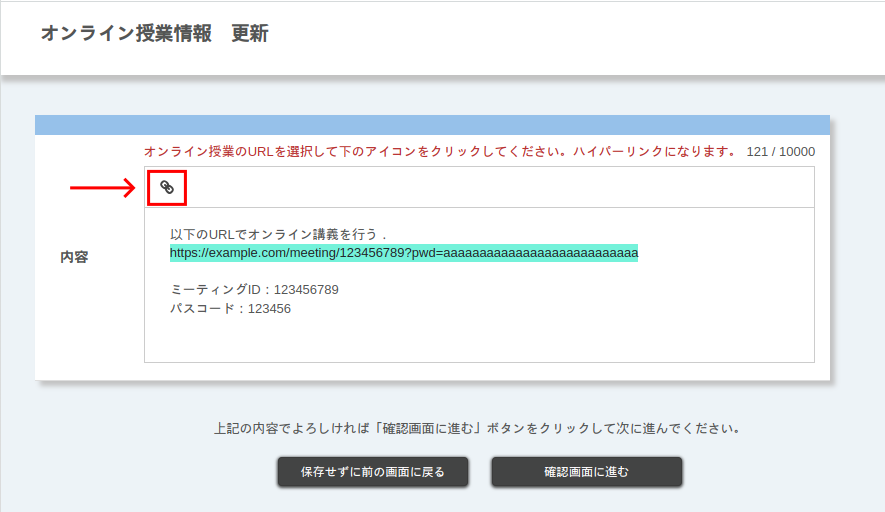 オンライン授業情報　更新
オンライン授業のURLを選択して下のアイコンをクリックしてください。ハイパーリンクになります。 121 / 10000
内容
以下のURLでオンライン講義を行う．
https://example.com/meeting/123456789?pwd=aaaaaaaaaaaaaaaaaaaaaaaaaaa
ミーティングID：123456789
パスコード：123456
上記の内容でよろしければ「確認画面に進む」ボタンをクリックして次に進んでください。
保存せずに前の画面に戻る
確認画面に進む